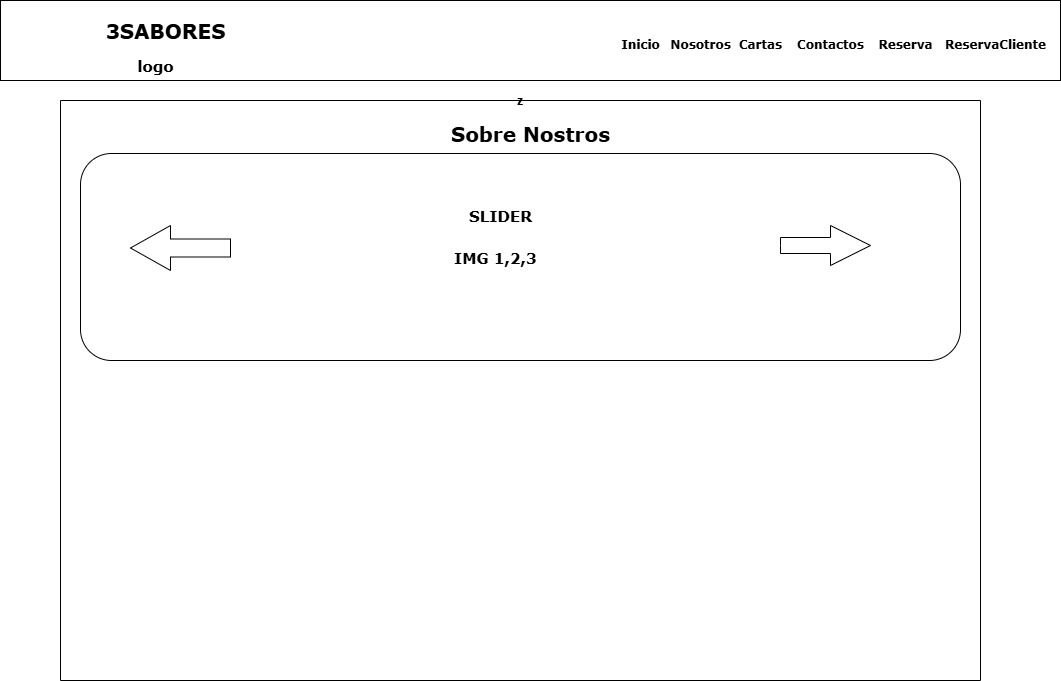 3SABORES
logo
Inicio Nosotros Cartas Contactos Reserva ReservaCliente
z
Sobre Nostros
SLIDER
IMG 1,2,3